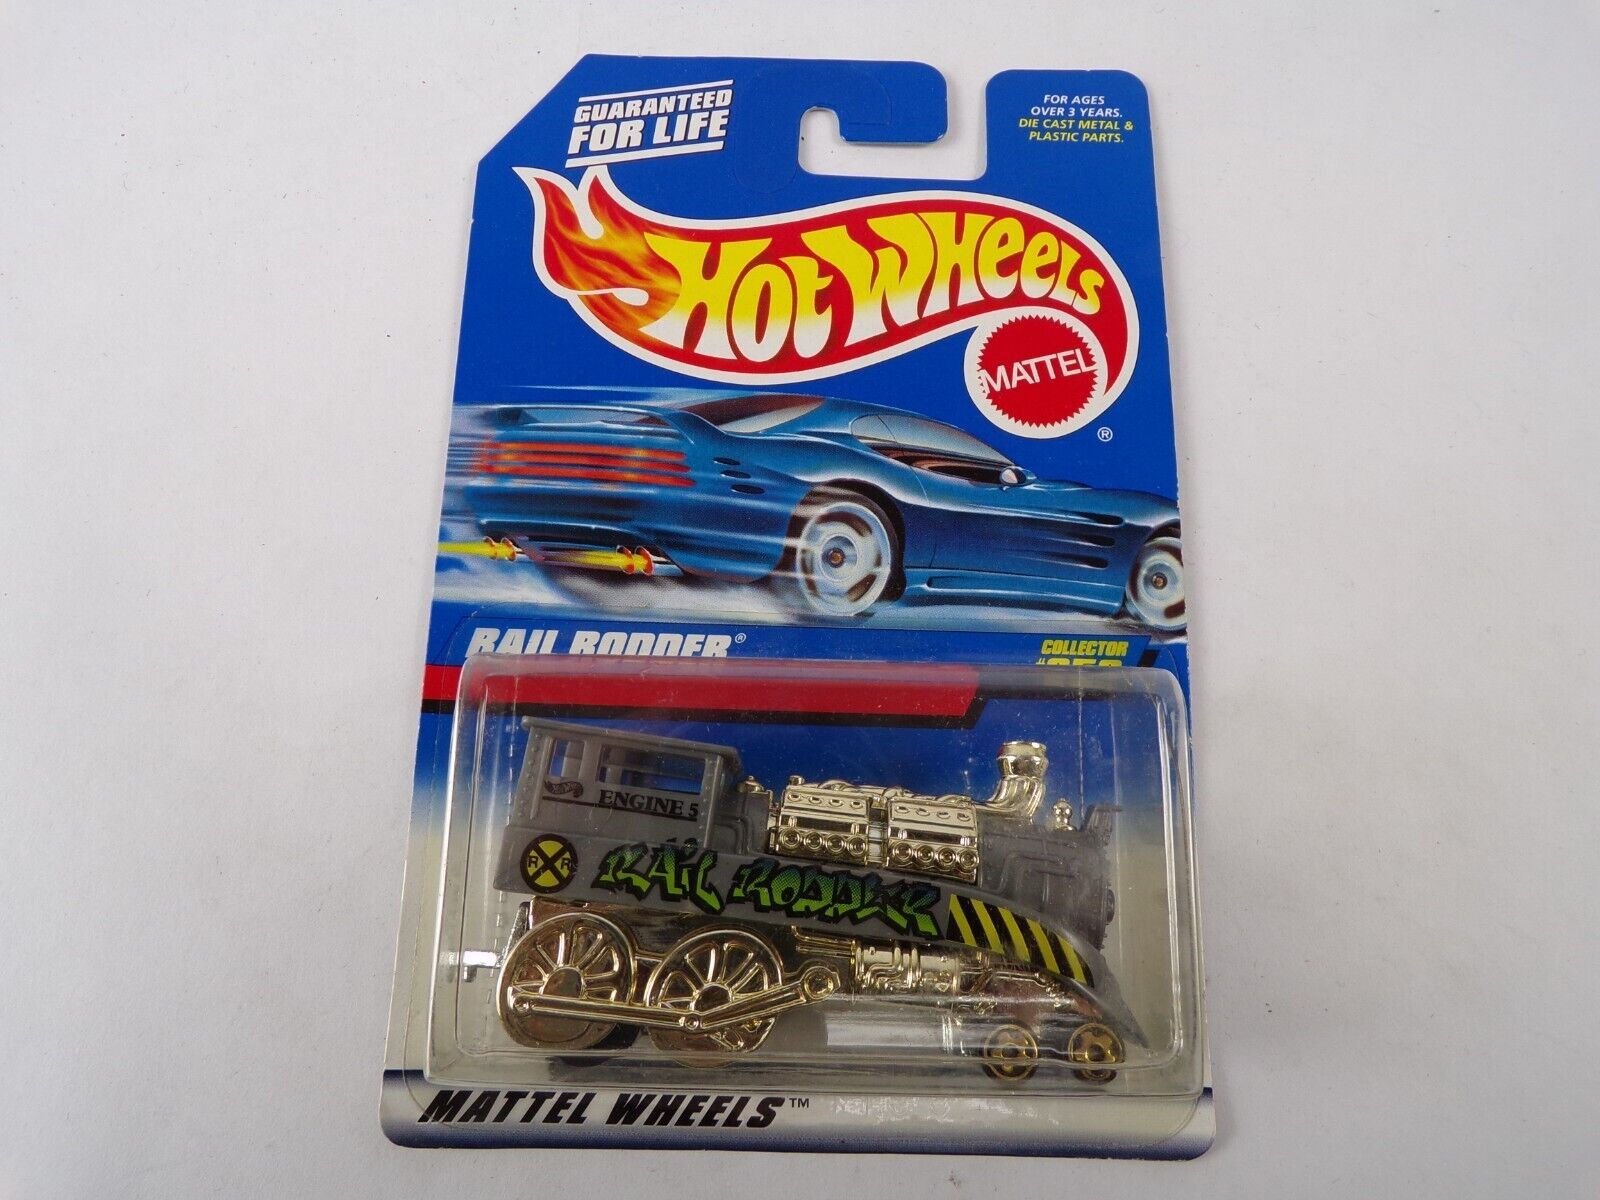 GUARANTEED
FOR LIFE
FOR AGES
OVER 3 YEARS.
DIE CAST METAL &
PLASTIC PARTS.
HOT WHEELS
MATTEL
®
RAIL RODDER®
COLLECTOR
ENGINE 5
R R
RAIL RODDER
MATTEL WHEELS™